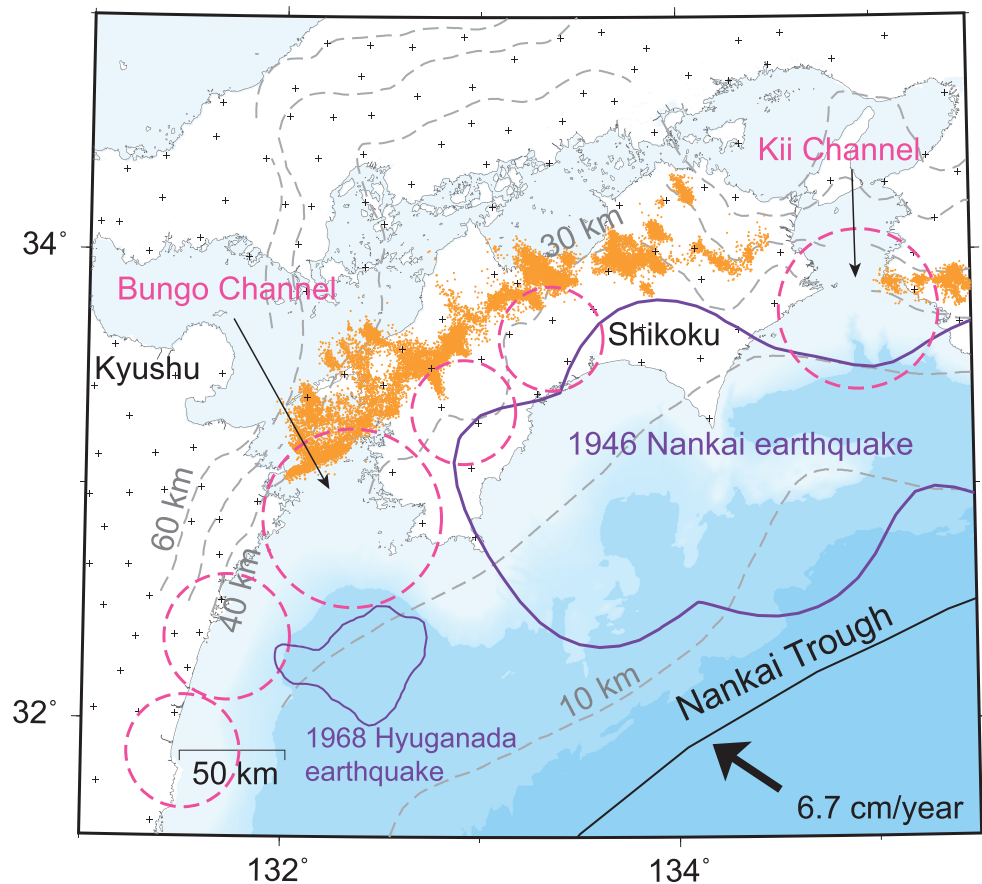 Kii Channel
30 km
34°
Bungo Channel
Shikoku
Kyushu
1946 Nankai earthquake
60 km
40 km
Nankai Trough
10 km
32°
1968 Hyuganada
earthquake
50 km
6.7 cm/year
132°
134°